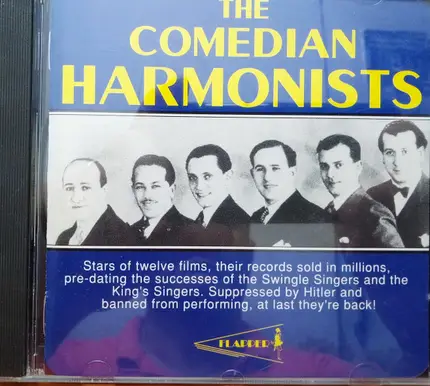 THE
COMEDIAN
HARMONISTS
Stars of twelve films, their records sold in millions,
pre-dating the successes of the Swingle Singers and the
King's Singers. Suppressed by Hitler and
banned from performing, at last they're back!
FLAPPER